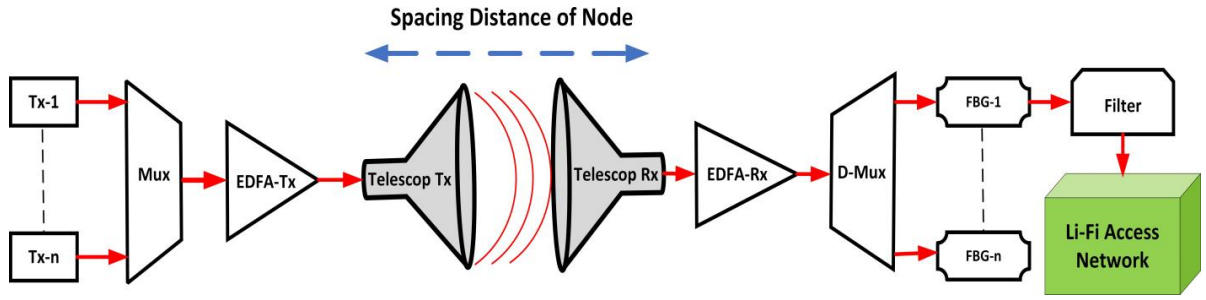 Spacing Distance of Node
Tx-1
Tx-n
Mux
EDFA-Tx
Telescop Tx
Telescop Rx
EDFA-Rx
D-Mux
FBG-1
FBG-n
Filter
Li-Fi Access
Network